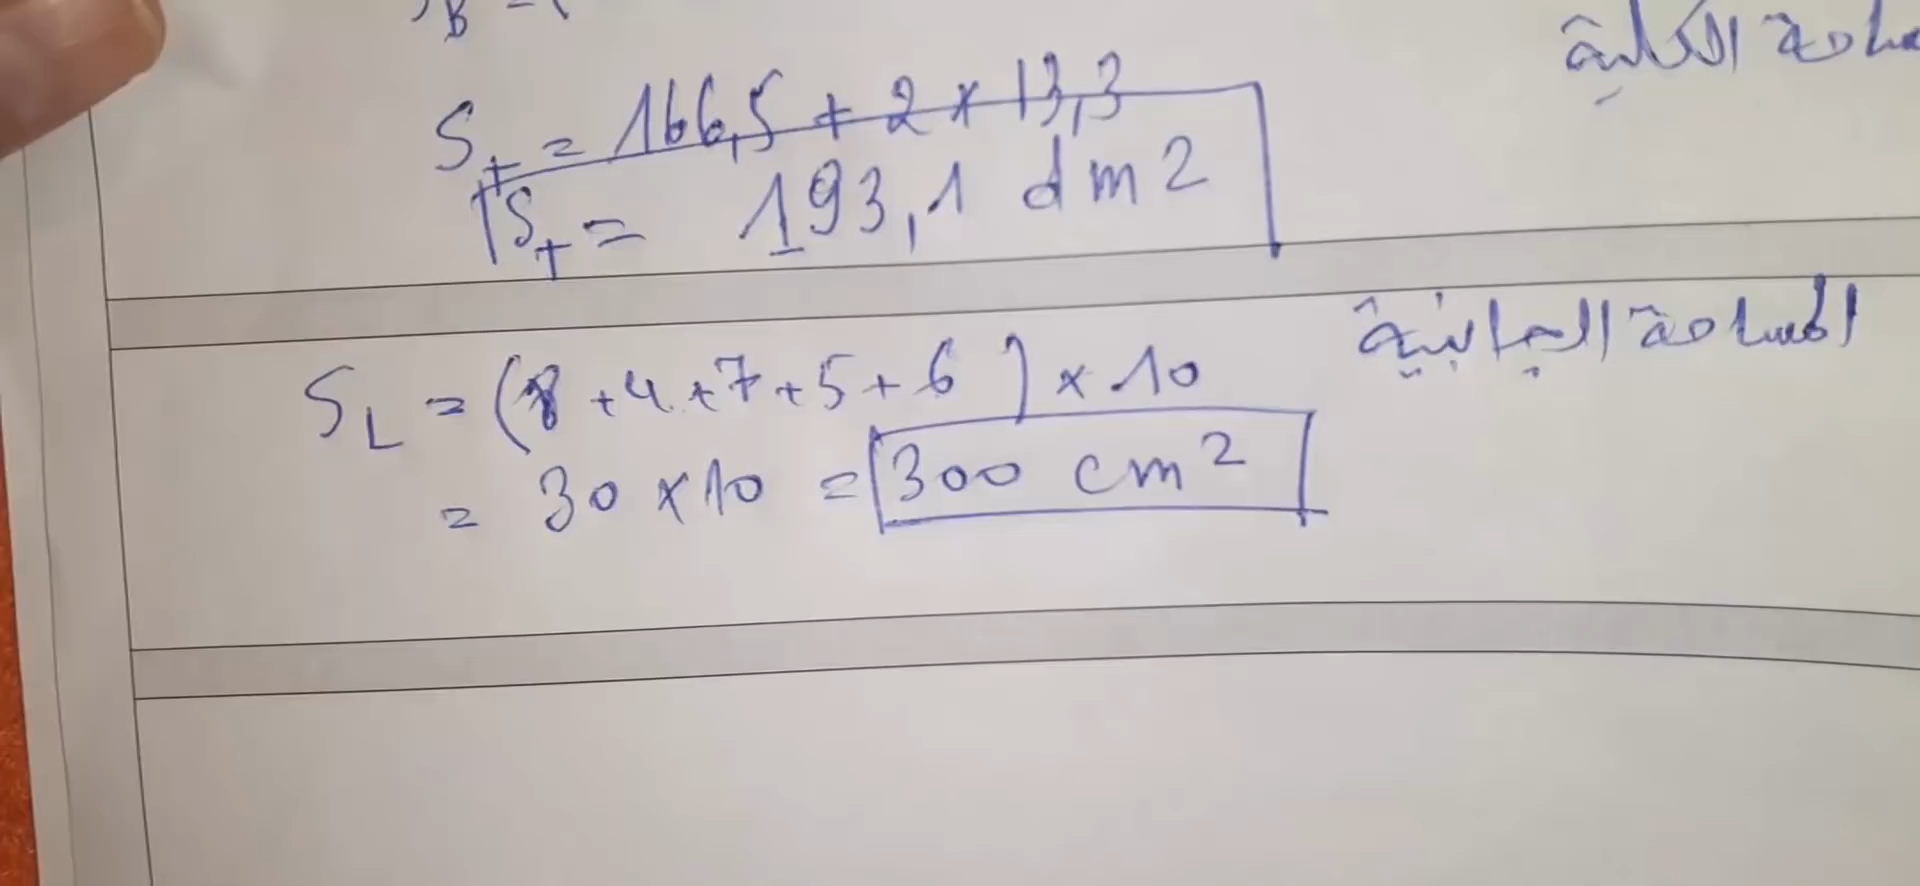 المساحة الكلية
S_t = 166,5 + 2 × 13,3
S_t = 193,1 dm2
المساحة الجانبية
S_L = (8 + 4 + 7 + 5 + 6) × 10
= 30 × 10 = 300 cm²